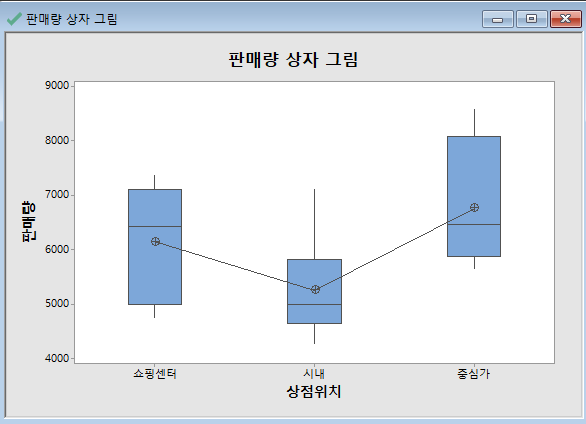 판매량 상자 그림
판매량 상자 그림
9000
8000
7000
6000
5000
4000
판매량
쇼핑센터 시내 중심가
상점위치